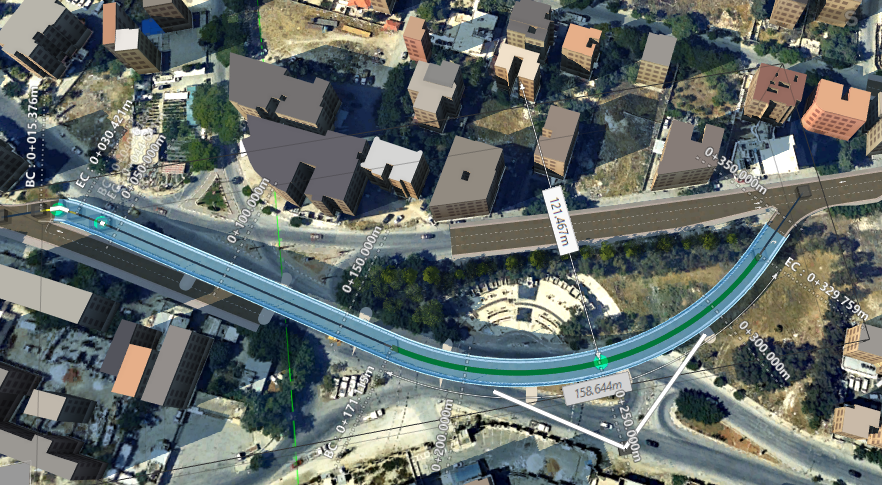 BC : 0+015.376m
EC : 0+030.421m
0+050.000m
0+100.000m
0+150.000m
121.467m
0+350.000m
EC : 0+329.759m
0+300.000m
158.644m
0+250.000m
0+200.000m
BC : 0+171.